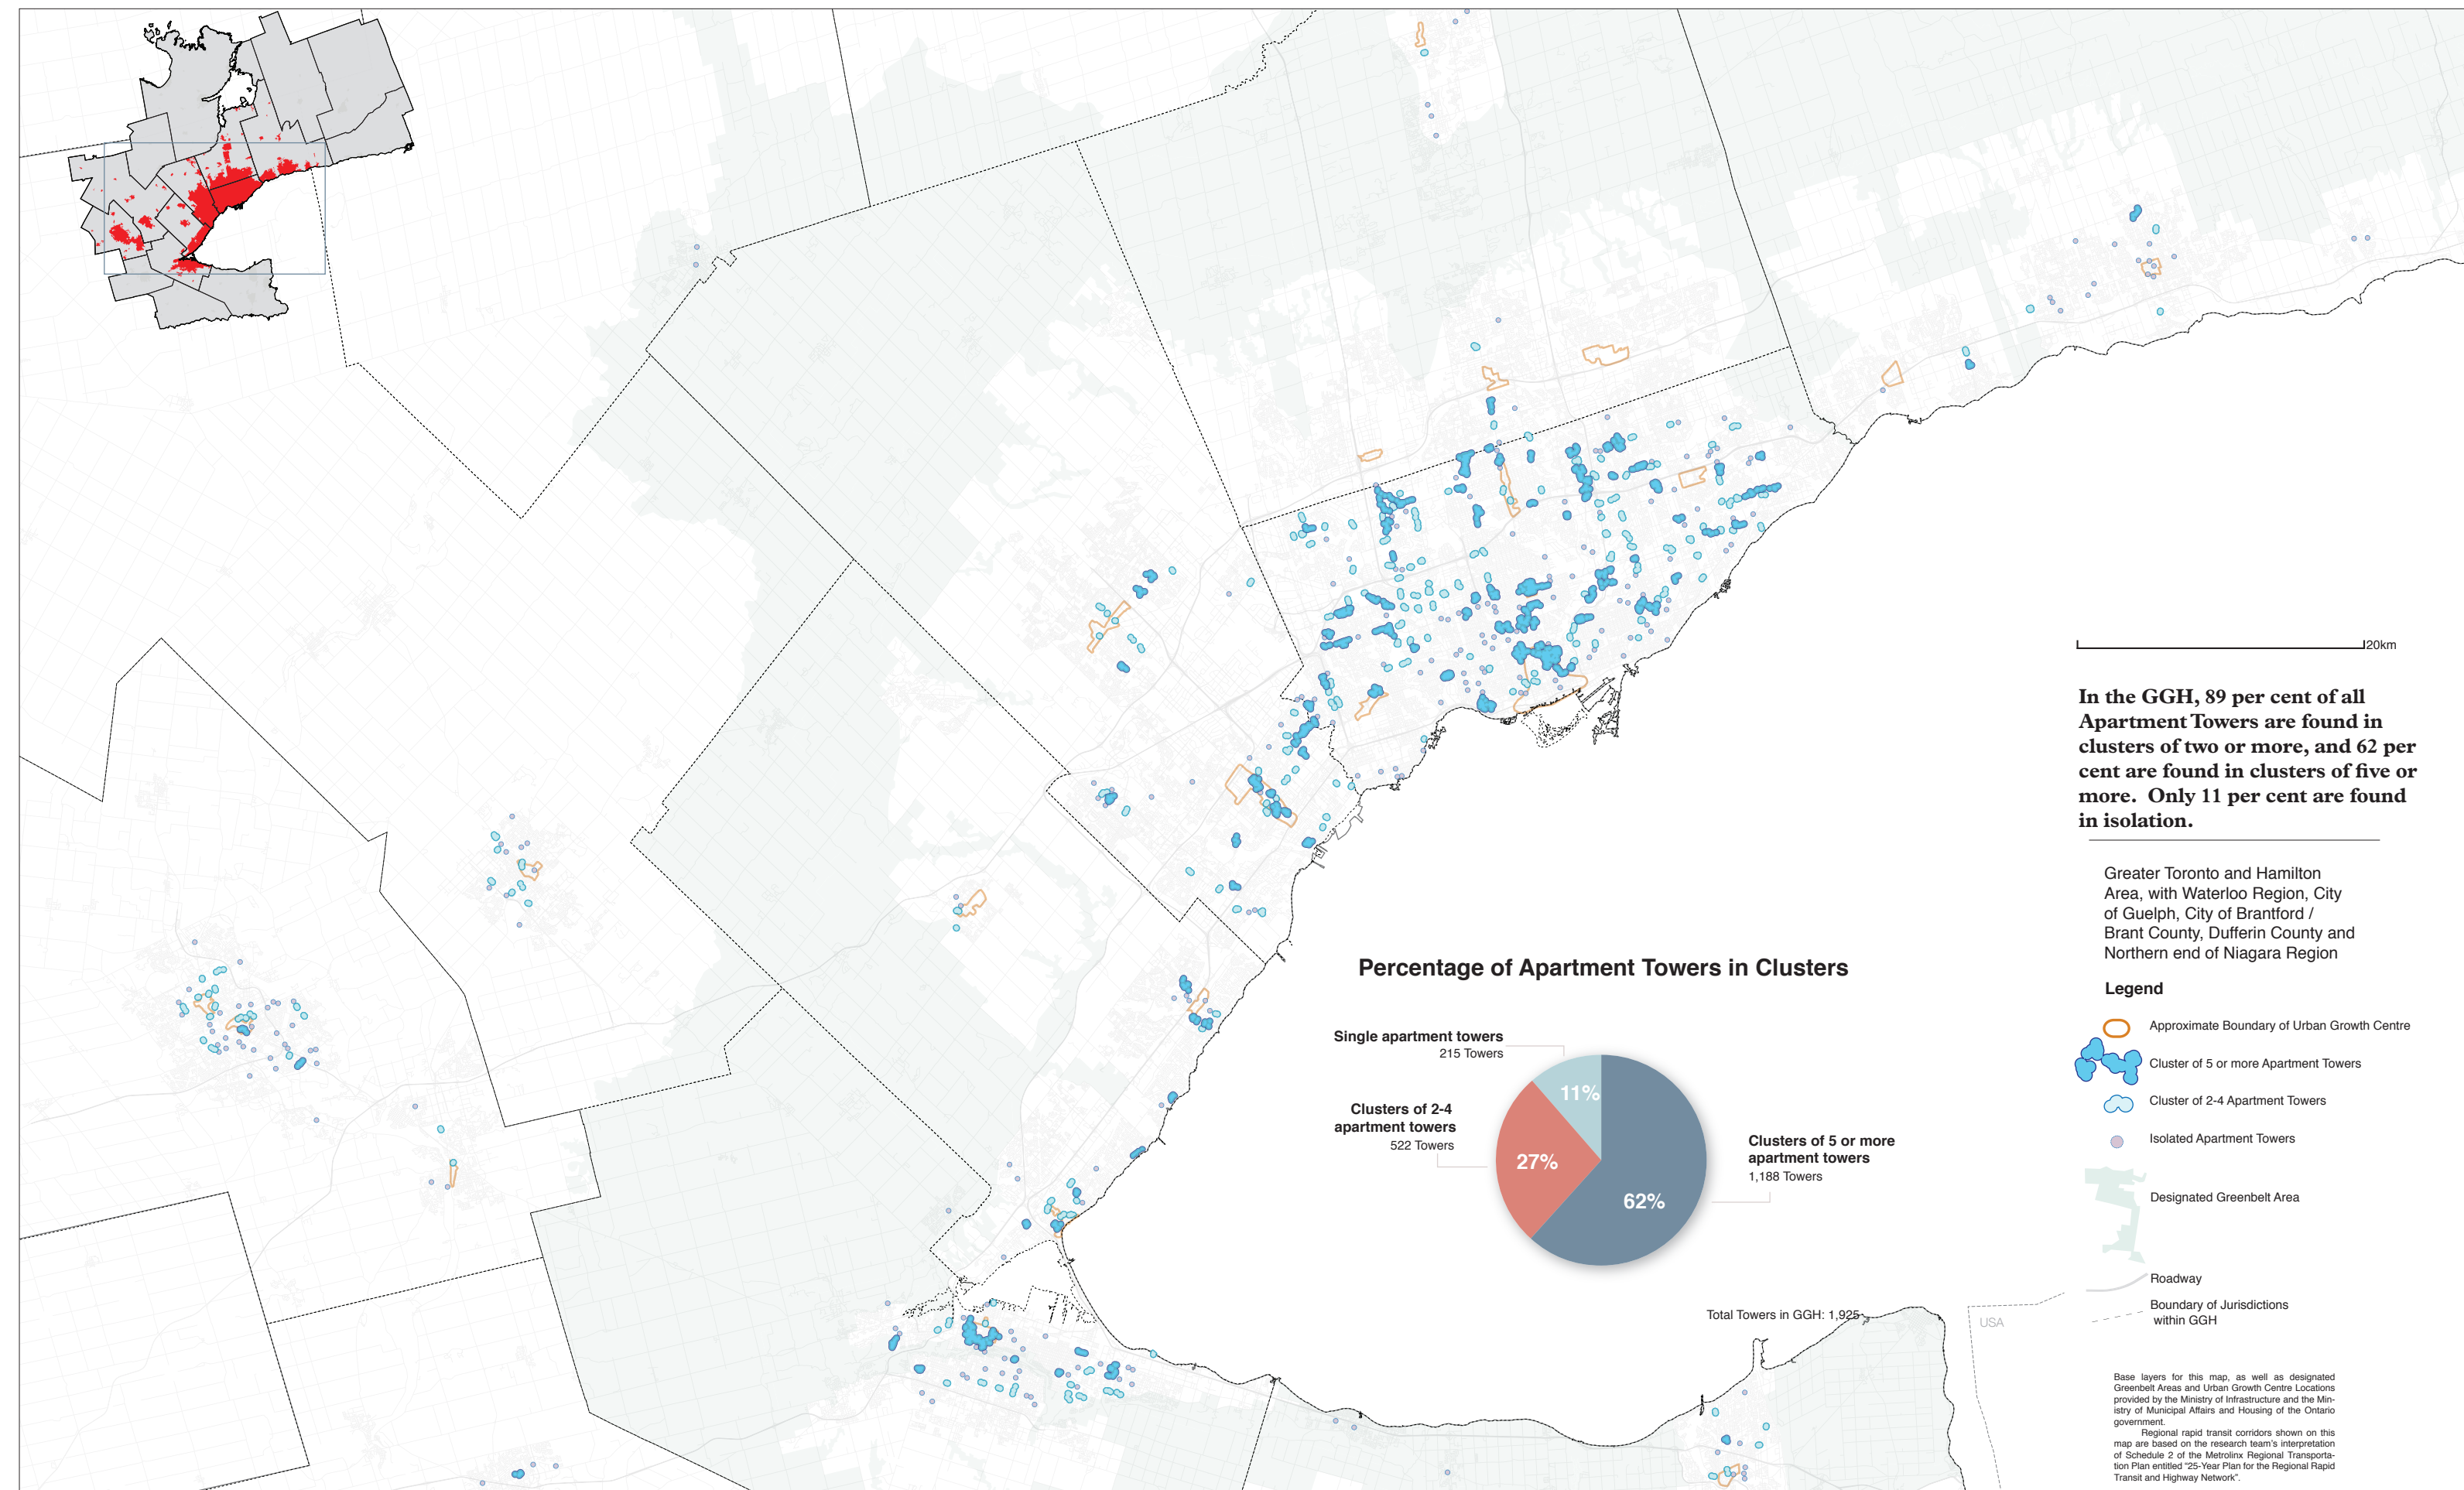 20km
In the GGH, 89 per cent of all
Apartment Towers are found in
clusters of two or more, and 62 per
cent are found in clusters of five or
more. Only 11 per cent are found
in isolation.
Greater Toronto and Hamilton
Area, with Waterloo Region, City
of Guelph, City of Brantford /
Brant County, Dufferin County and
Northern end of Niagara Region
Percentage of Apartment Towers in Clusters
Single apartment towers
215 Towers
11%
Clusters of 2-4
apartment towers
522 Towers
27%
Clusters of 5 or more
apartment towers
1,188 Towers
62%
Total Towers in GGH: 1,925
Legend
Approximate Boundary of Urban Growth Centre
Cluster of 5 or more Apartment Towers
Cluster of 2-4 Apartment Towers
Isolated Apartment Towers
Designated Greenbelt Area
Roadway
Boundary of Jurisdictions
within GGH
USA
Base layers for this map, as well as designated
Greenbelt Areas and Urban Growth Centre Locations
provided by the Ministry of Infrastructure and the Min-
istry of Municipal Affairs and Housing of the Ontario
government.
Regional rapid transit corridors shown on this
map are based on the research team's interpretation
of Schedule 2 of the Metrolinx Regional Transporta-
tion Plan entitled "25-Year Plan for the Regional Rapid
Transit and Highway Network".